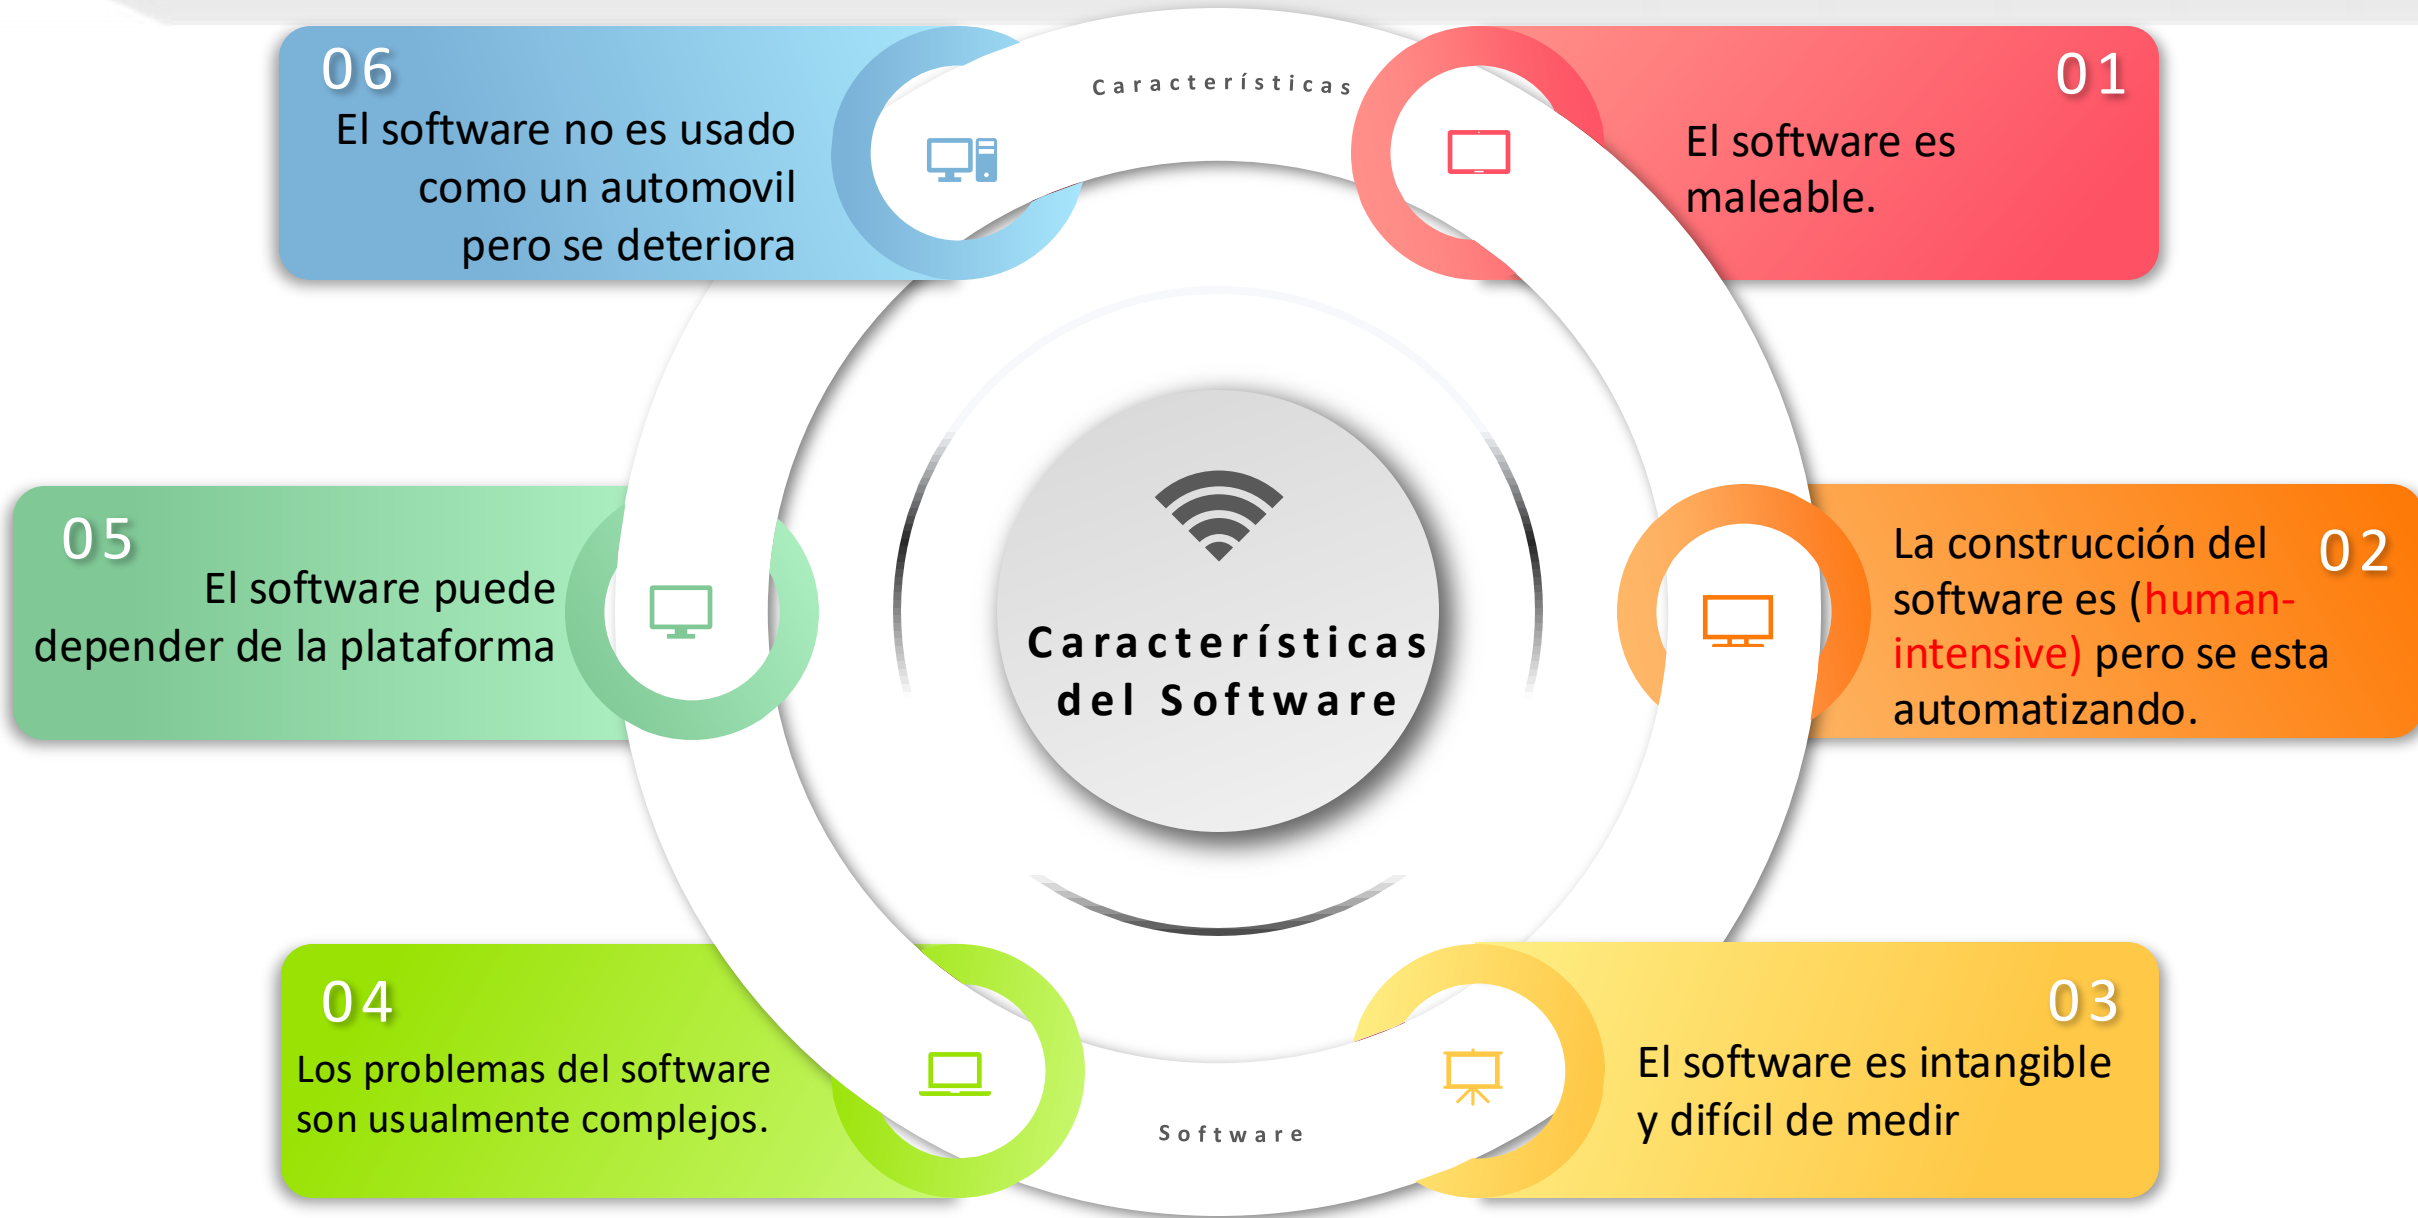 Características
01
El software es
maleable.
02
La construcción del
software es (human-
intensive) pero se esta
automatizando.
03
El software es intangible
y difícil de medir
04
Los problemas del software
son usualmente complejos.
05
El software puede
depender de la plataforma
06
El software no es usado
como un automovil
pero se deteriora
Características
del Software
Software